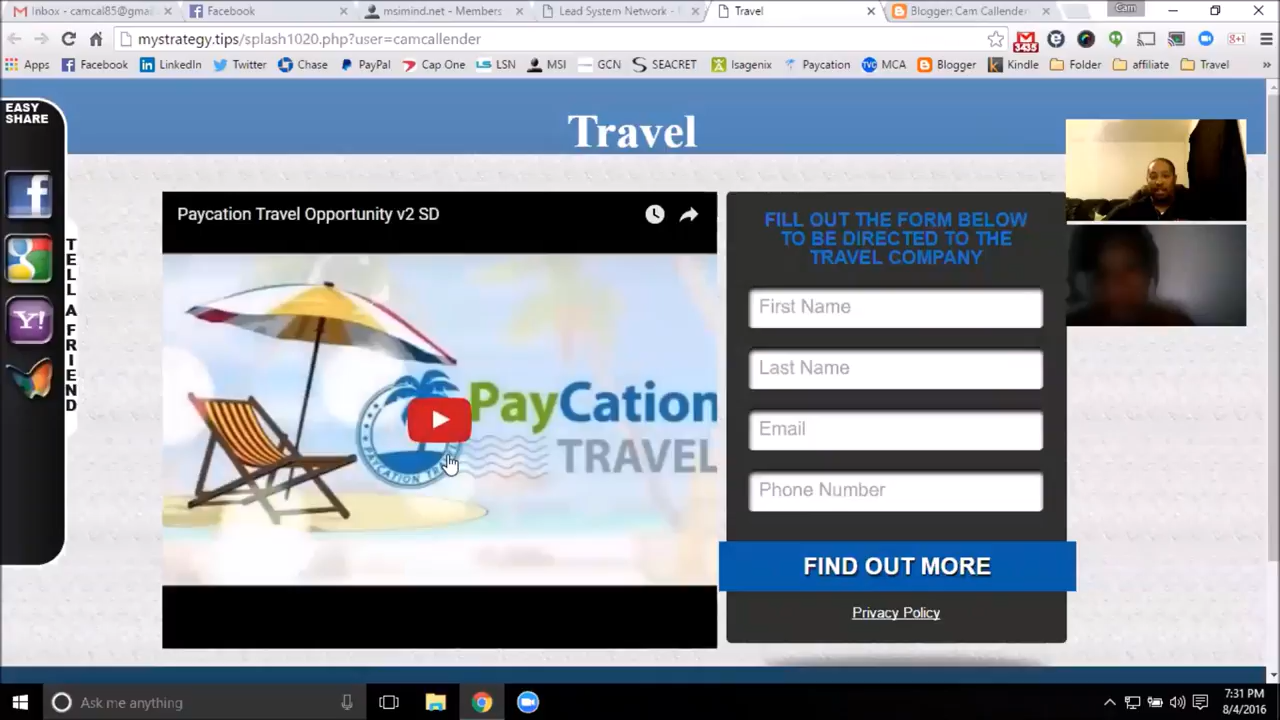 Inbox - camcal85@gmai
Facebook
msimind.net - Members
Lead System Network -
Travel
Blogger: Cam Callender
Cam
mystrategy.tips/splash1020.php?user=camcallender
3435
Apps
Facebook
LinkedIn
Twitter
Chase
PayPal
Cap One
LSN
MSI
GCN
SEACRET
Isagenix
Paycation
MCA
Blogger
Kindle
Folder
affiliate
Travel
EASY
SHARE
Travel
TELL A FRIEND
Paycation Travel Opportunity v2 SD
PayCation
TRAVEL
FILL OUT THE FORM BELOW
TO BE DIRECTED TO THE
TRAVEL COMPANY
First Name
Last Name
Email
Phone Number
FIND OUT MORE
Privacy Policy
Ask me anything
7:31 PM
8/4/2016